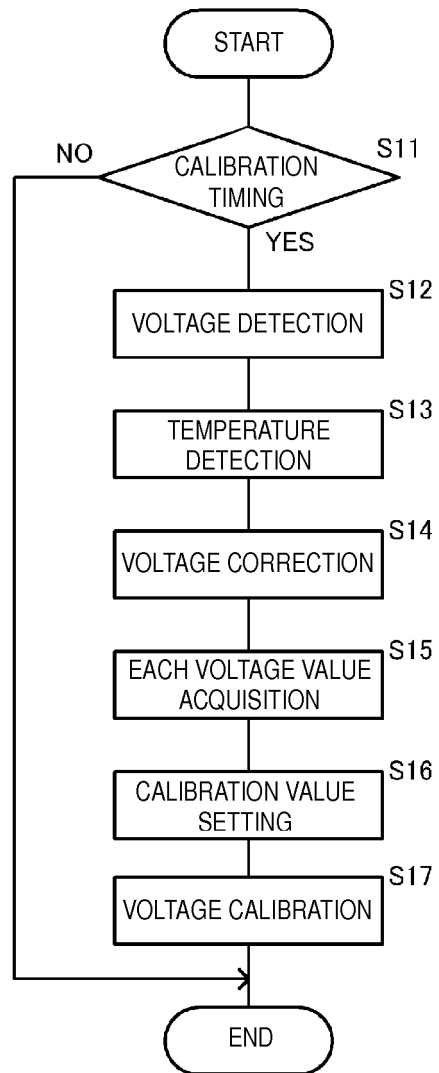 START
NO
CALIBRATION
TIMING
S11
YES
S12
VOLTAGE DETECTION
S13
TEMPERATURE
DETECTION
S14
VOLTAGE CORRECTION
S15
EACH VOLTAGE VALUE
ACQUISITION
S16
CALIBRATION VALUE
SETTING
S17
VOLTAGE CALIBRATION
END